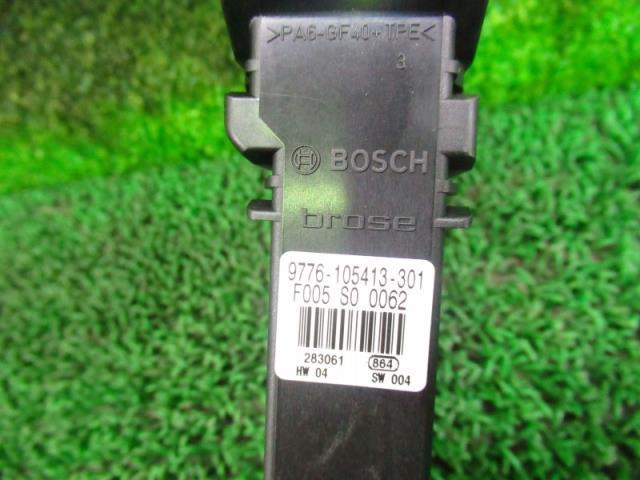 >PA6-GF40+TPE<
3
BOSCH
brose
9776-105413-301
F005 S0 0062
283061 864
HW 04 SW 004